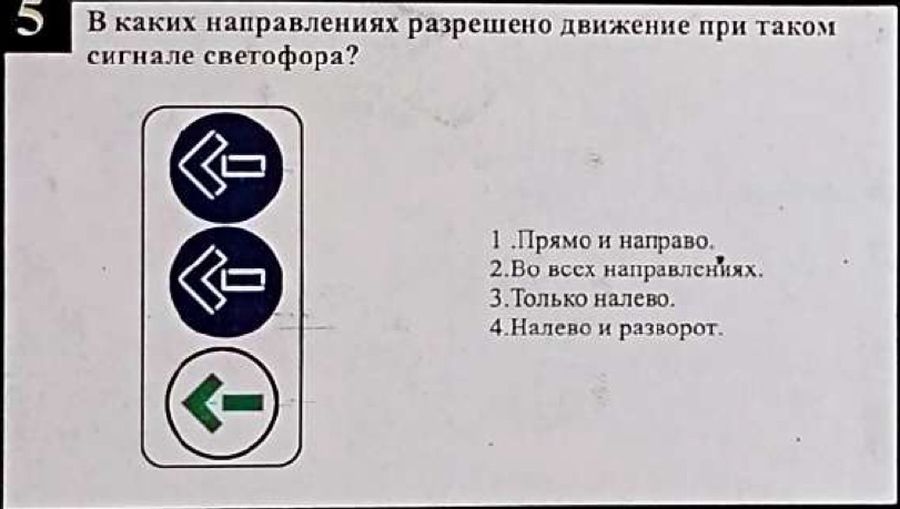 5
В каких направлениях разрешено движение при таком
сигнале светофора?
1 .Прямо и направо.
2.Во всех направлениях.
3.Только налево.
4.Налево и разворот.